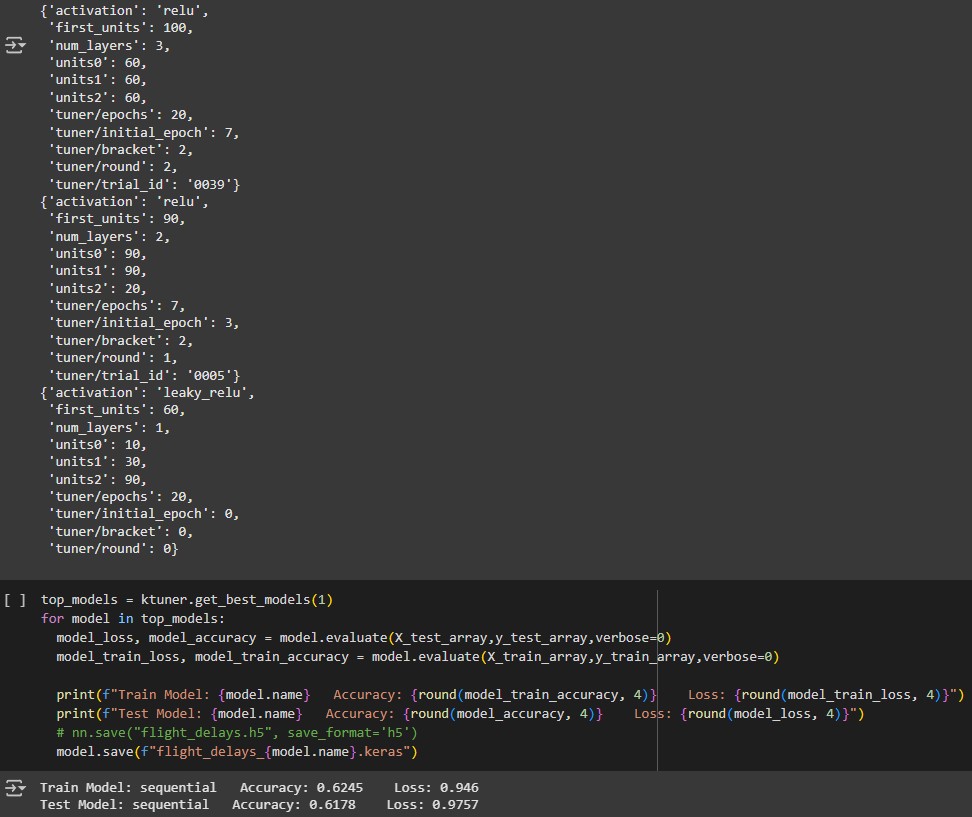 {'activation': 'relu',
 'first_units': 100,
 'num_layers': 3,
 'units0': 60,
 'units1': 60,
 'units2': 60,
 'tuner/epochs': 20,
 'tuner/initial_epoch': 7,
 'tuner/bracket': 2,
 'tuner/round': 2,
 'tuner/trial_id': '0039'}
{'activation': 'relu',
 'first_units': 90,
 'num_layers': 2,
 'units0': 90,
 'units1': 90,
 'units2': 20,
 'tuner/epochs': 7,
 'tuner/initial_epoch': 3,
 'tuner/bracket': 2,
 'tuner/round': 1,
 'tuner/trial_id': '0005'}
{'activation': 'leaky_relu',
 'first_units': 60,
 'num_layers': 1,
 'units0': 10,
 'units1': 30,
 'units2': 90,
 'tuner/epochs': 20,
 'tuner/initial_epoch': 0,
 'tuner/bracket': 0,
 'tuner/round': 0}
[ ] top_models = ktuner.get_best_models(1)
for model in top_models:
  model_loss, model_accuracy = model.evaluate(X_test_array,y_test_array,verbose=0)
  model_train_loss, model_train_accuracy = model.evaluate(X_train_array,y_train_array,verbose=0)
  print(f"Train Model: {model.name}   Accuracy: {round(model_train_accuracy, 4)}    Loss: {round(model_train_loss, 4)}")
  print(f"Test Model: {model.name}   Accuracy: {round(model_accuracy, 4)}    Loss: {round(model_loss, 4)}")
  # nn.save("flight_delays.h5", save_format='h5')
  model.save(f"flight_delays_{model.name}.keras")
Train Model: sequential   Accuracy: 0.6245    Loss: 0.946
Test Model: sequential   Accuracy: 0.6178    Loss: 0.9757